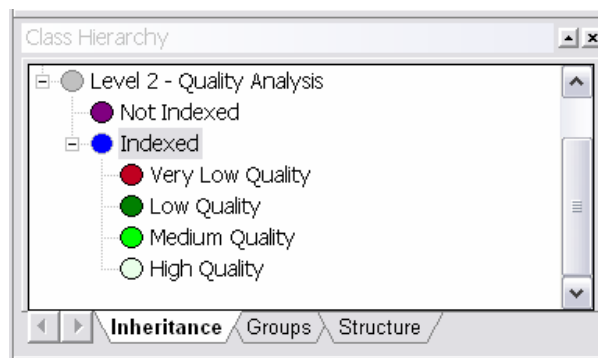 Class Hierarchy
Level 2 - Quality Analysis
Not Indexed
Indexed
Very Low Quality
Low Quality
Medium Quality
High Quality
Inheritance Groups Structure